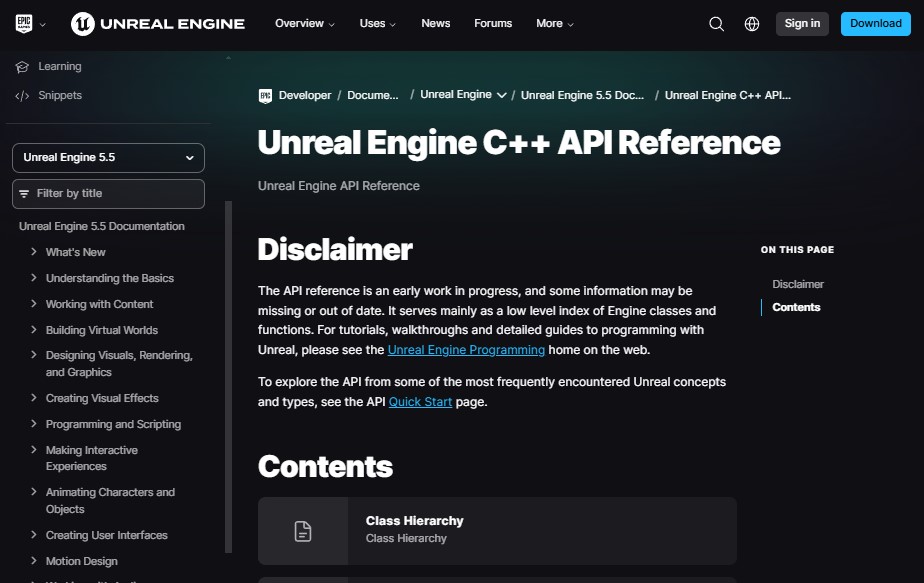 EPIC GAMES
UNREAL ENGINE
Overview
Uses
News
Forums
More
Sign in
Download
Learning
Snippets
Unreal Engine 5.5
Filter by title
Unreal Engine 5.5 Documentation
What's New
Understanding the Basics
Working with Content
Building Virtual Worlds
Designing Visuals, Rendering,
and Graphics
Creating Visual Effects
Programming and Scripting
Making Interactive
Experiences
Animating Characters and
Objects
Creating User Interfaces
Motion Design
EPIC Developer / Docume... / Unreal Engine / Unreal Engine 5.5 Doc... / Unreal Engine C++ API...
Unreal Engine C++ API Reference
Unreal Engine API Reference
Disclaimer
The API reference is an early work in progress, and some information may be
missing or out of date. It serves mainly as a low level index of Engine classes and
functions. For tutorials, walkthroughs and detailed guides to programming with
Unreal, please see the Unreal Engine Programming home on the web.
To explore the API from some of the most frequently encountered Unreal concepts
and types, see the API Quick Start page.
Contents
Class Hierarchy
Class Hierarchy
ON THIS PAGE
Disclaimer
Contents